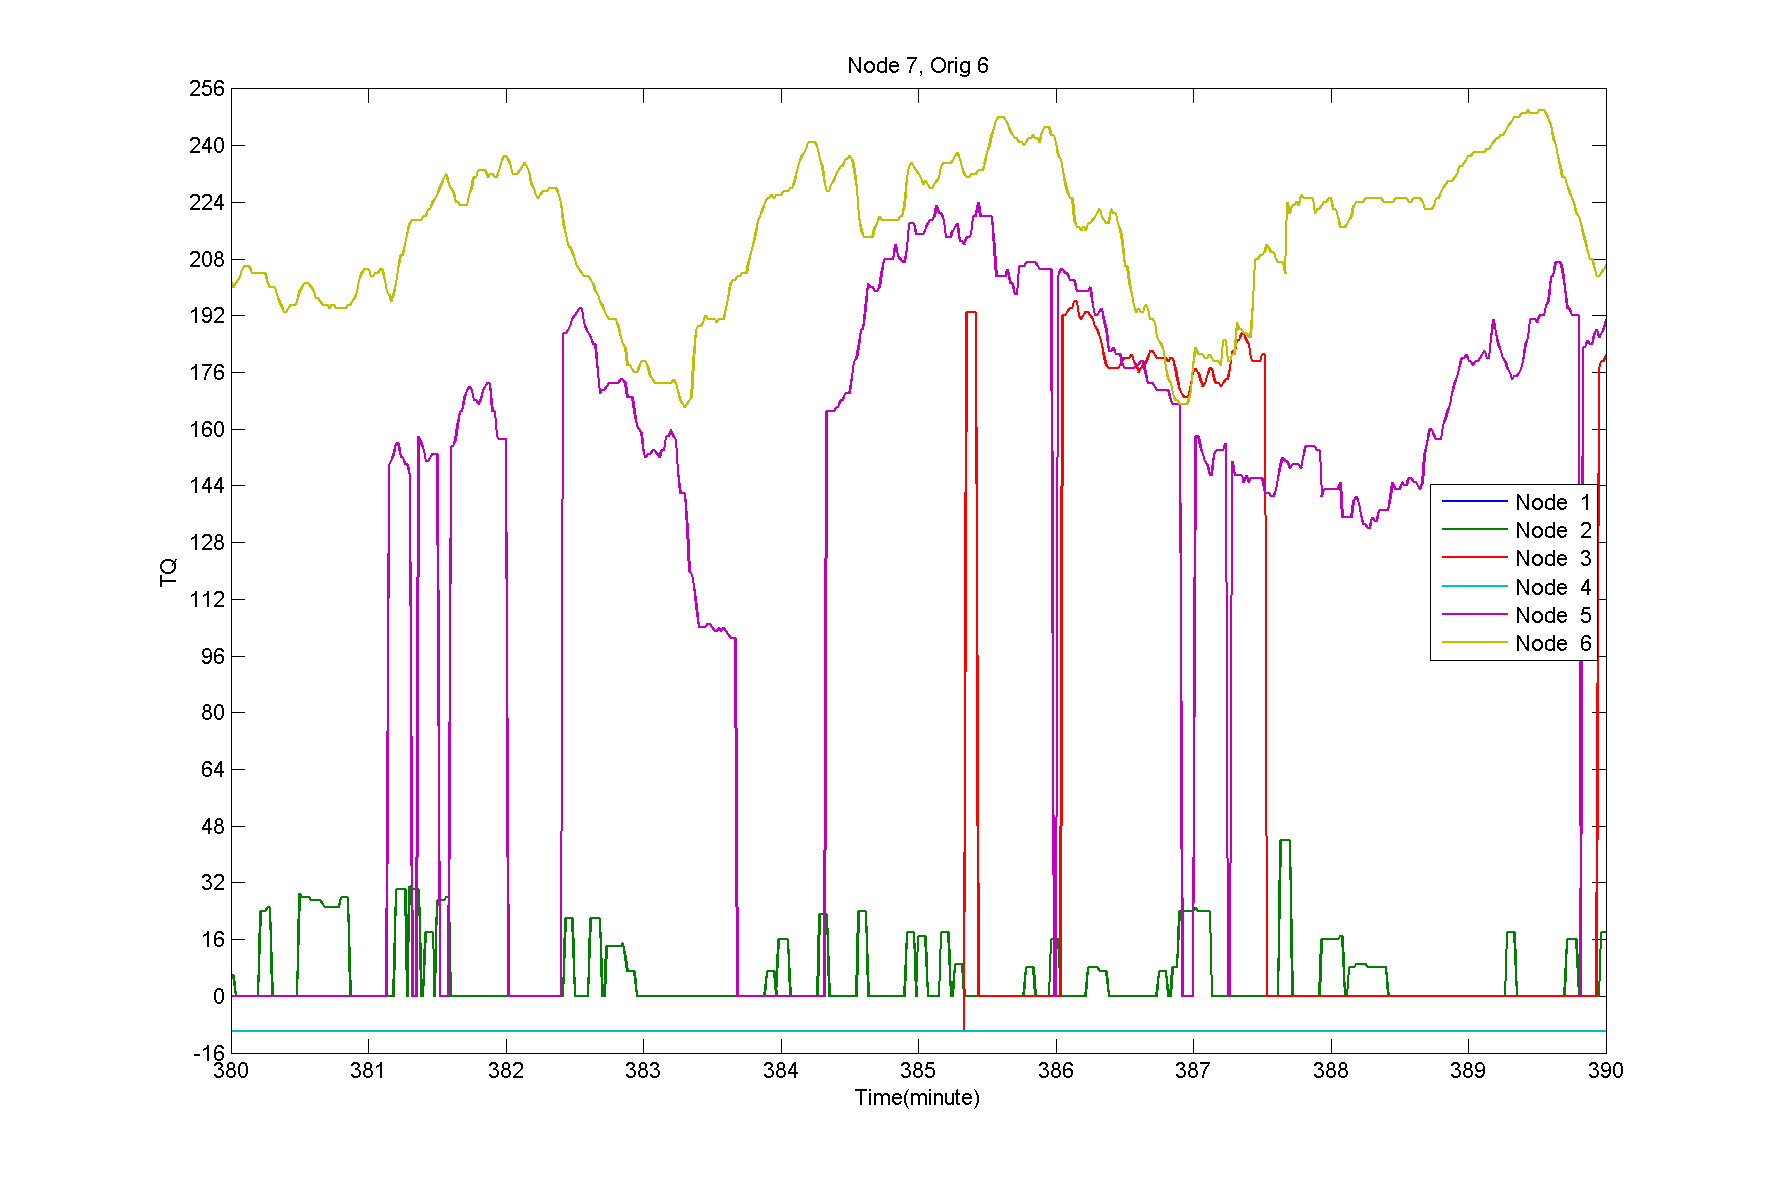 Node 7, Orig 6
256
240
224
208
192
176
160
144
128
112
96
80
64
48
32
16
0
-16
TQ
Node 1
Node 2
Node 3
Node 4
Node 5
Node 6
380 381 382 383 384 385 386 387 388 389 390
Time(minute)